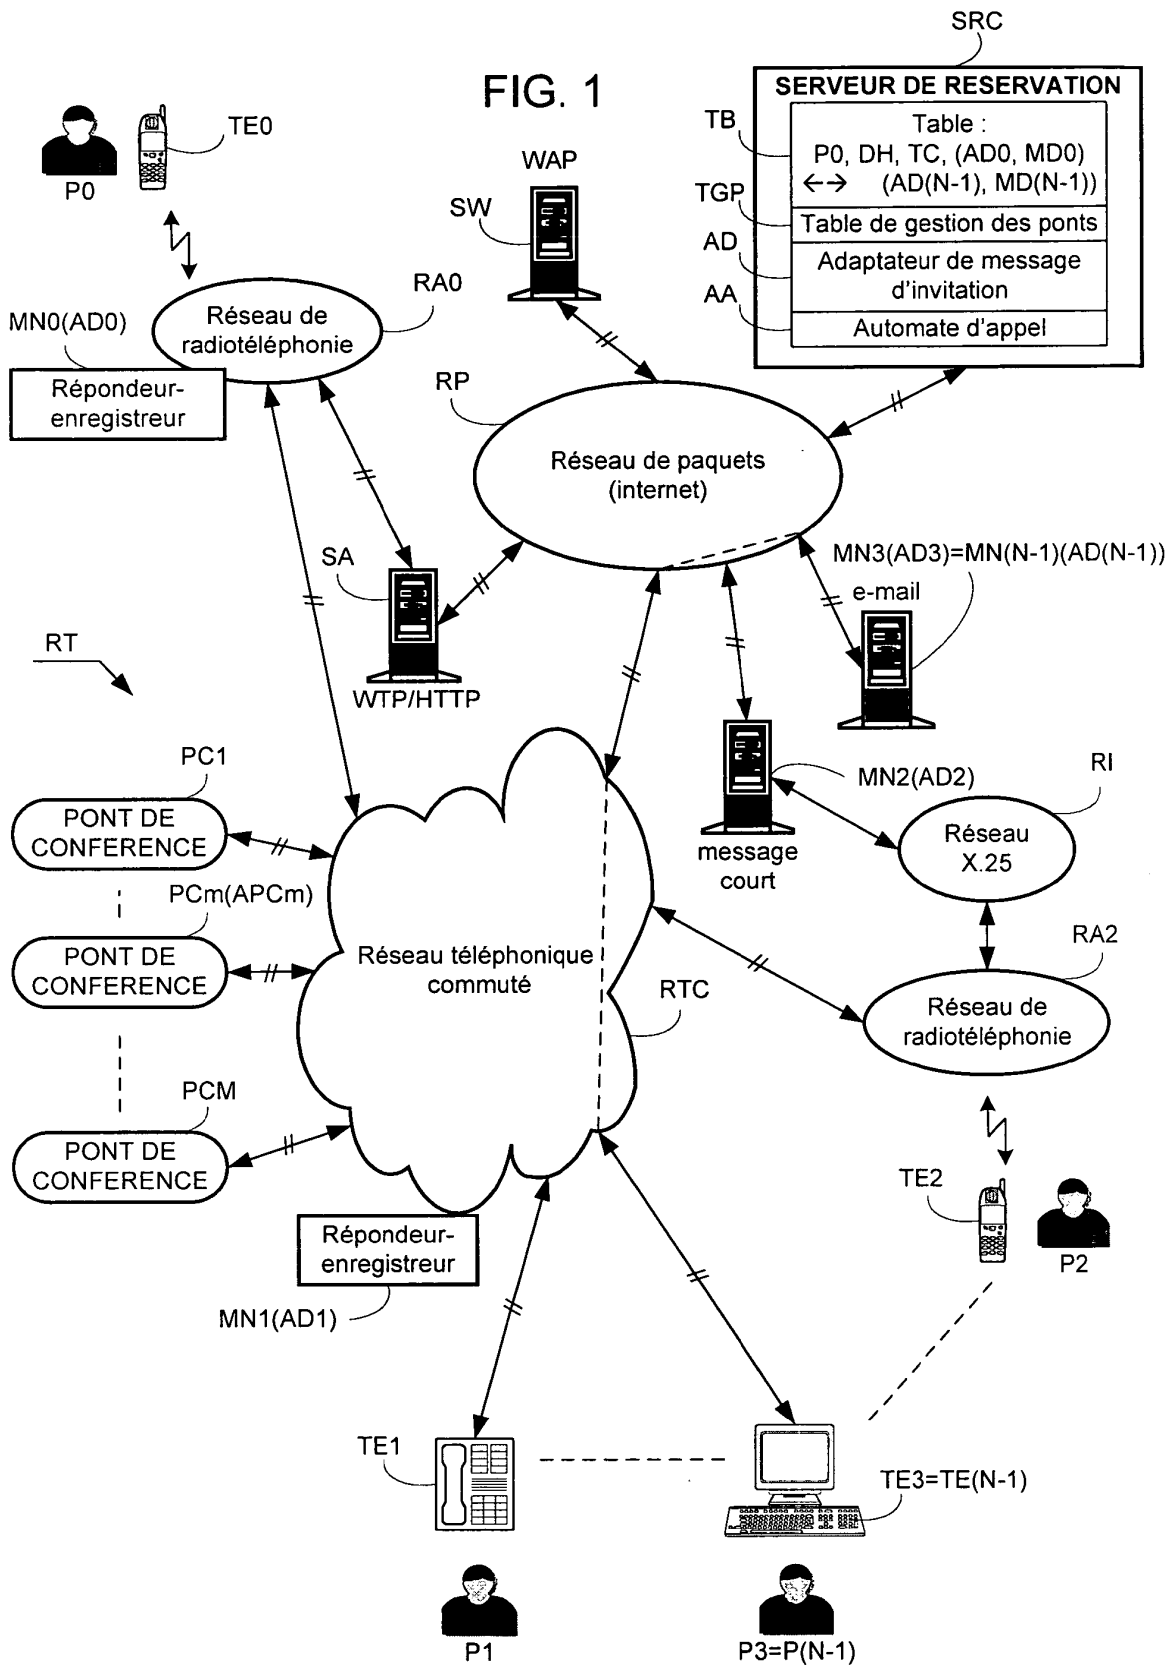 SRC
FIG. 1
SERVEUR DE RESERVATION
TB
Table :
P0, DH, TC, (AD0, MD0)
←→ (AD(N-1), MD(N-1))
TGP
Table de gestion des ponts
AD
Adaptateur de message
d'invitation
AA
Automate d'appel
TE0
P0
WAP
SW
RA0
Réseau de
radiotéléphonie
MN0(AD0)
Répondeur-
enregistreur
RP
Réseau de paquets
(internet)
SA
WTP/HTTP
MN3(AD3)=MN(N-1)(AD(N-1))
e-mail
RT
MN2(AD2)
message
court
RI
Réseau
X.25
PC1
PONT DE
CONFERENCE
PCm(APCm)
PONT DE
CONFERENCE
PCM
PONT DE
CONFERENCE
Réseau téléphonique
commuté
RTC
RA2
Réseau de
radiotéléphonie
TE2
P2
Répondeur-
enregistreur
MN1(AD1)
TE1
TE3=TE(N-1)
P1
P3=P(N-1)